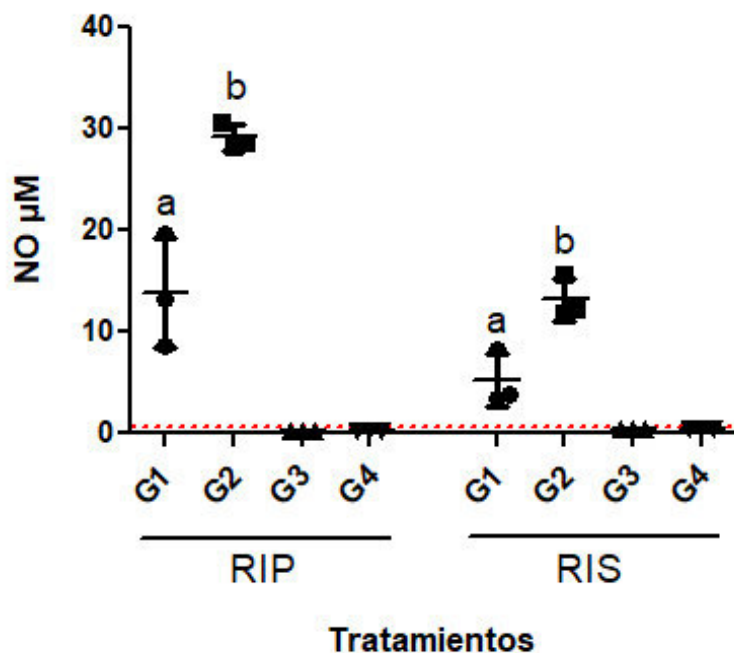 40
30
20
10
0
NO µM
a
b
a
b
G1 G2 G3 G4 G1 G2 G3 G4
RIP RIS
Tratamientos